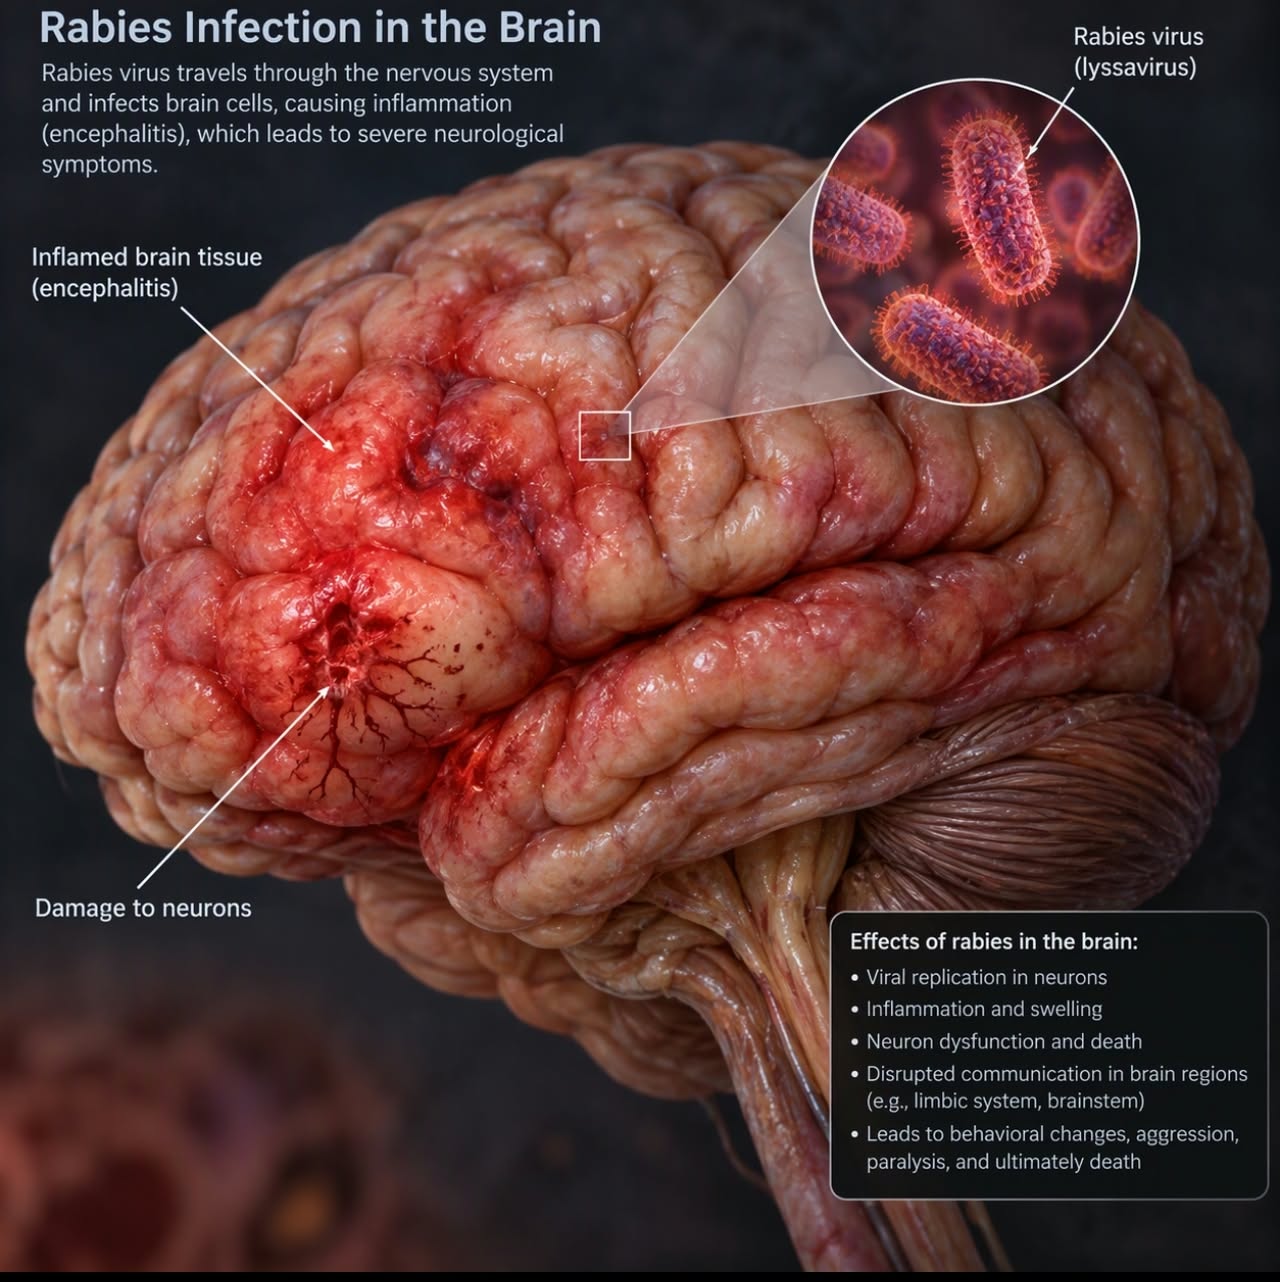 Rabies Infection in the Brain
Rabies virus travels through the nervous system
and infects brain cells, causing inflammation
(encephalitis), which leads to severe neurological
symptoms.
Rabies virus
(lyssavirus)
Inflamed brain tissue
(encephalitis)
Damage to neurons
Effects of rabies in the brain:
• Viral replication in neurons
• Inflammation and swelling
• Neuron dysfunction and death
• Disrupted communication in brain regions
(e.g., limbic system, brainstem)
• Leads to behavioral changes, aggression,
paralysis, and ultimately death